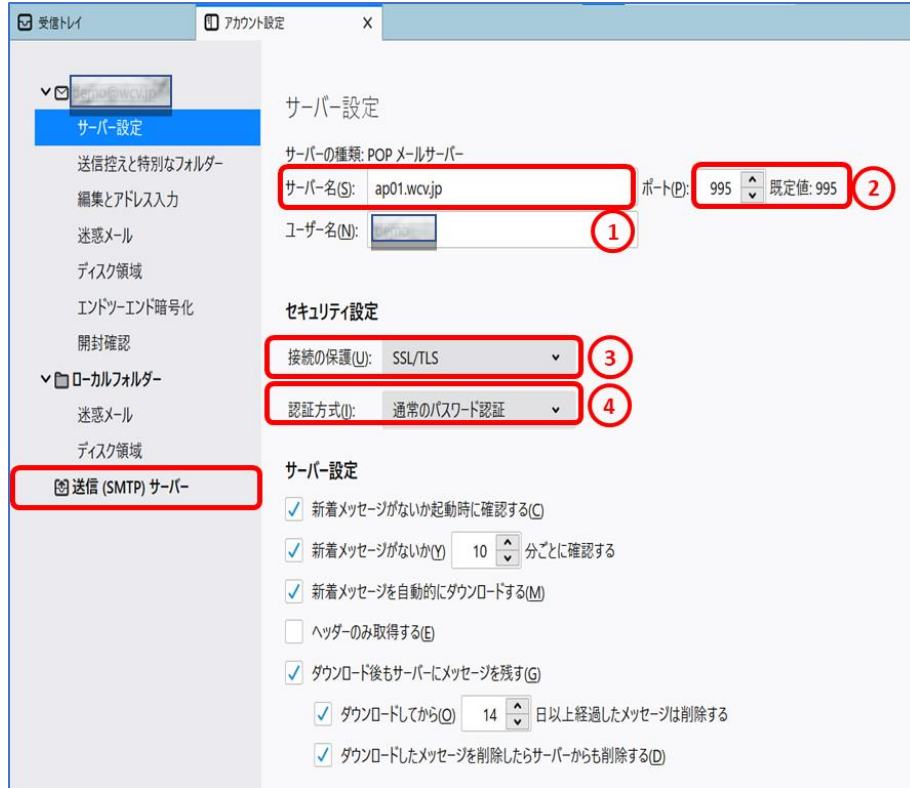 受信トレイ
アカウント設定
サーバー設定
送信控えと特別なフォルダー
編集とアドレス入力
迷惑メール
ディスク領域
エンドツーエンド暗号化
開封確認
ローカルフォルダー
迷惑メール
ディスク領域
送信 (SMTP) サーバー
サーバー設定
サーバーの種類: POP メールサーバー
サーバー名(S): ap01.wcv.jp ポート(P): 995 既定値: 995 2
ユーザー名(N): 1
セキュリティ設定
接続の保護(U): SSL/TLS 3
認証方式(I): 通常のパスワード認証 4
サーバー設定
新着メッセージがないか起動時に確認する(C)
新着メッセージがないか(Y) 10 分ごとに確認する
新着メッセージを自動的にダウンロードする(M)
ヘッダーのみ取得する(E)
ダウンロード後もサーバーにメッセージを残す(G)
ダウンロードしてから(O) 14 日以上経過したメッセージは削除する
ダウンロードしたメッセージを削除したらサーバーからも削除する(D)